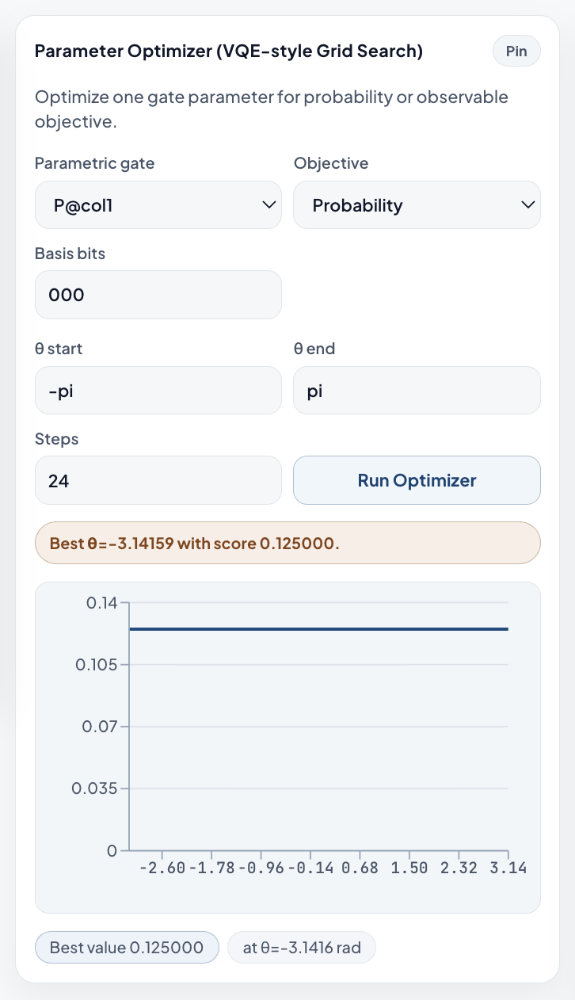 Parameter Optimizer (VQE-style Grid Search)
Pin
Optimize one gate parameter for probability or observable
objective.
Parametric gate
Objective
P@col1
Probability
Basis bits
000
θ start
θ end
-pi
pi
Steps
24
Run Optimizer
Best θ=-3.14159 with score 0.125000.
0.14
0.105
0.07
0.035
0
-2.60 -1.78 -0.96 -0.14 0.68 1.50 2.32 3.14
Best value 0.125000
at θ=-3.1416 rad